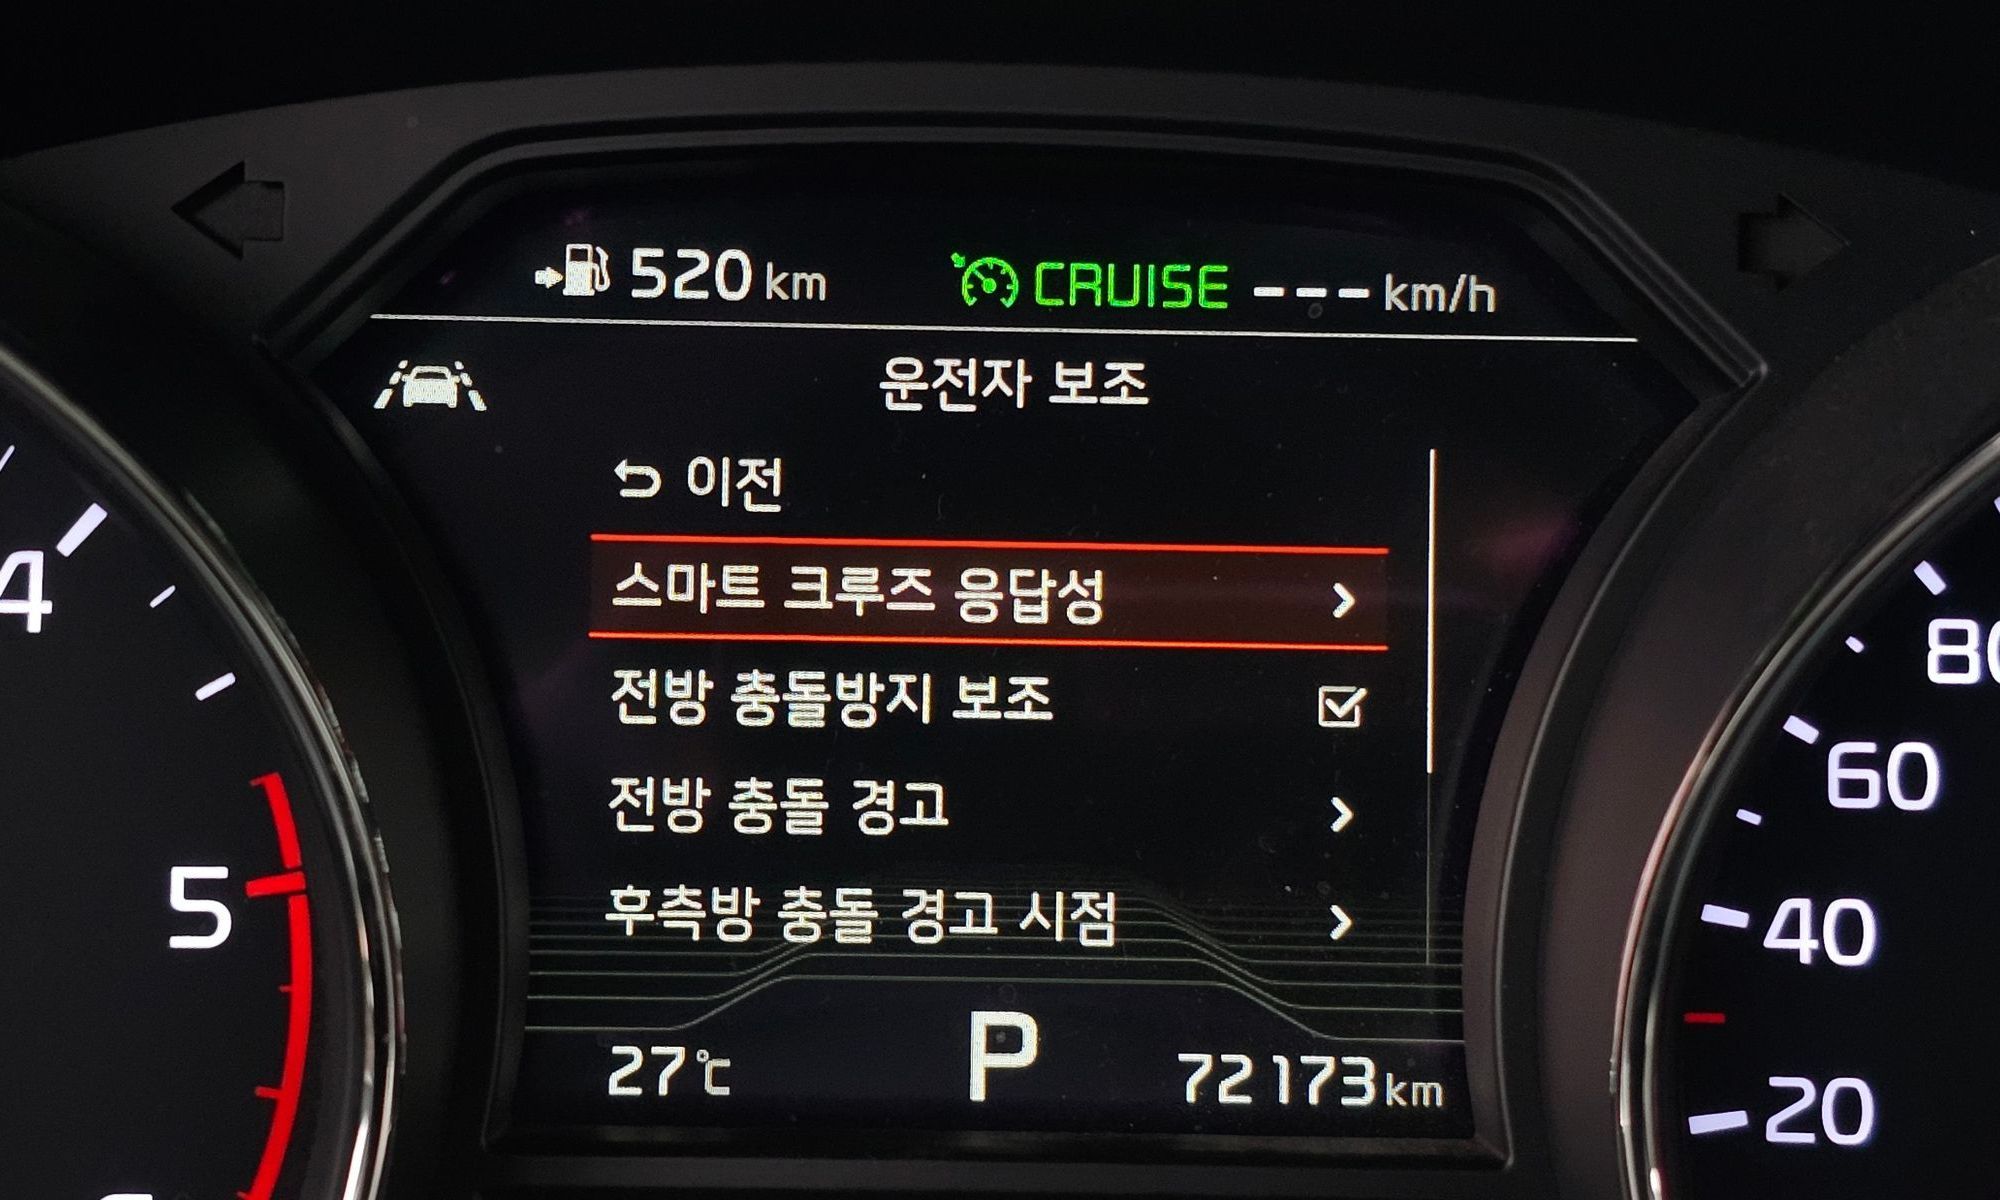 520 km CRUISE --- km/h
운전자 보조
이전
스마트 크루즈 응답성
전방 충돌방지 보조
전방 충돌 경고
후측방 충돌 경고 시점
27℃ P 72173km
4
5
80
60
40
20